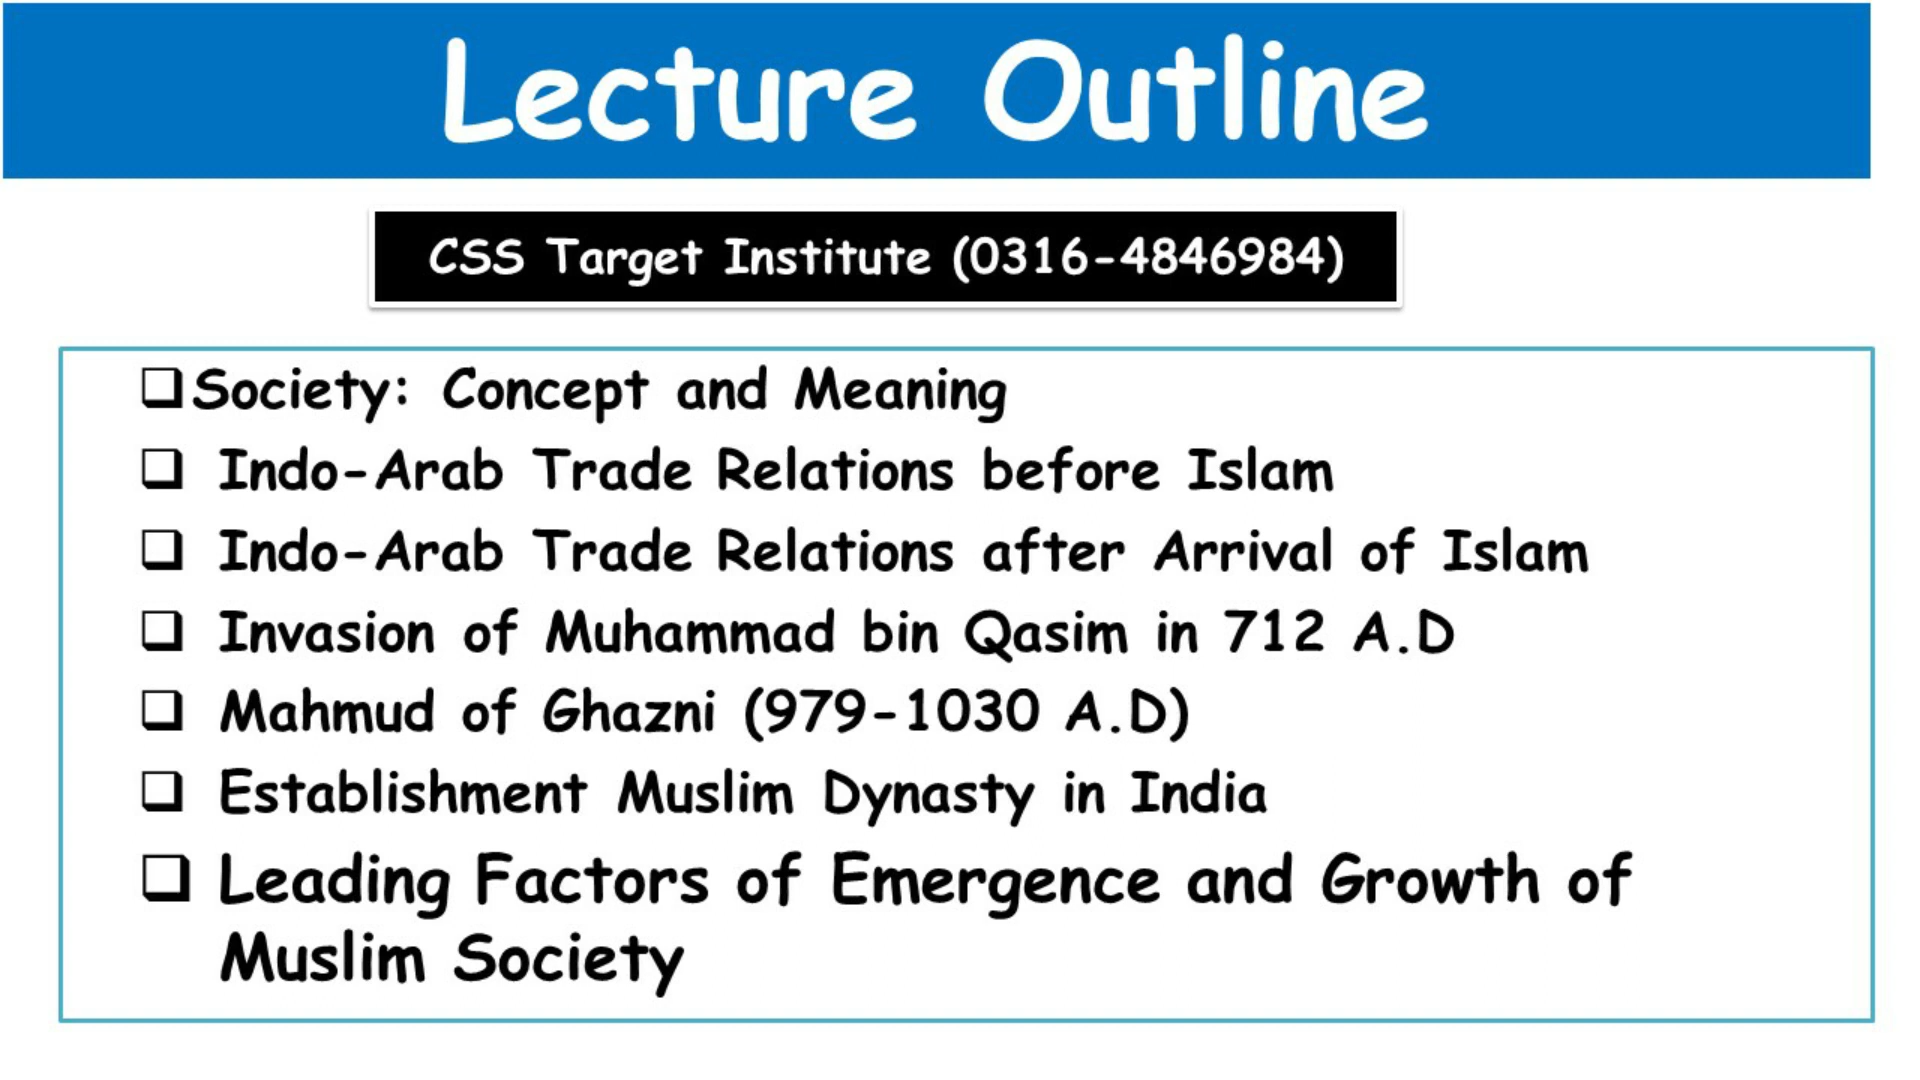 Lecture Outline
CSS Target Institute (0316-4846984)
❑Society: Concept and Meaning
❑ Indo-Arab Trade Relations before Islam
❑ Indo-Arab Trade Relations after Arrival of Islam
❑ Invasion of Muhammad bin Qasim in 712 A.D
❑ Mahmud of Ghazni (979-1030 A.D)
❑ Establishment Muslim Dynasty in India
❑ Leading Factors of Emergence and Growth of
Muslim Society